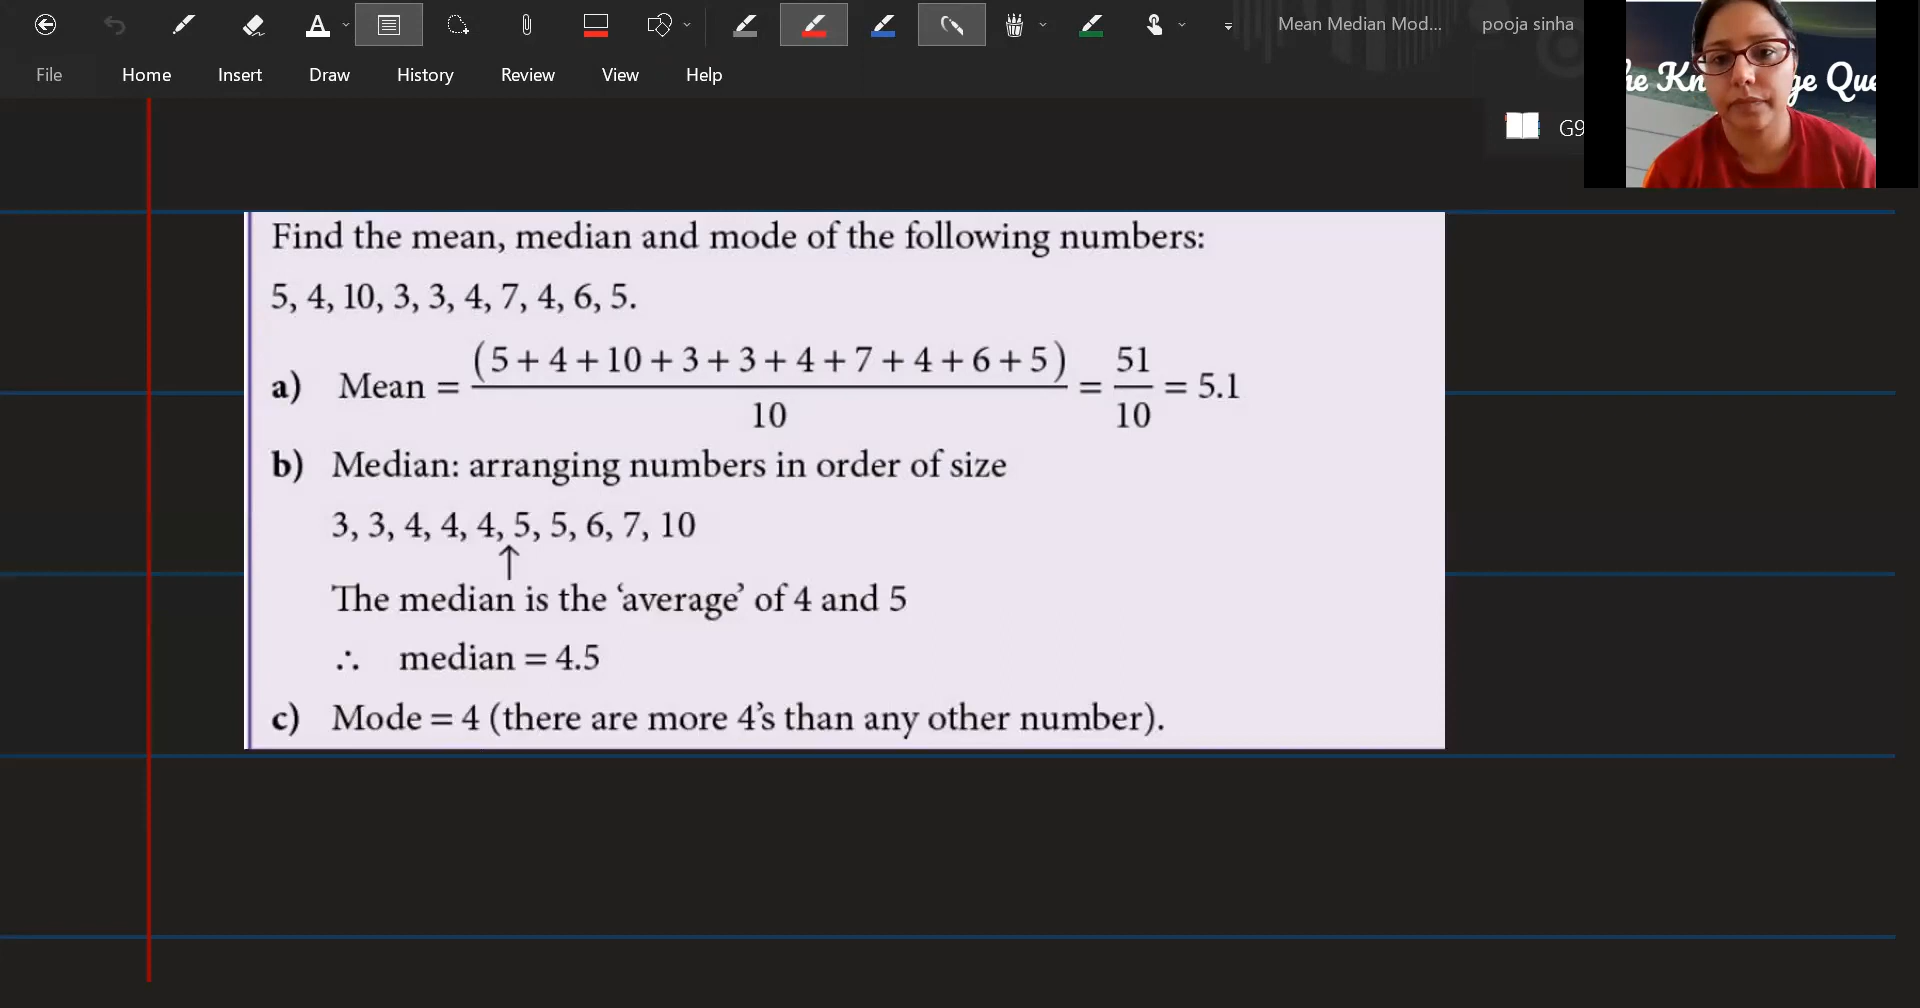 Mean Median Mod... pooja sinha
File Home Insert Draw History Review View Help
he Kn ge Que
G9
Find the mean, median and mode of the following numbers:
5, 4, 10, 3, 3, 4, 7, 4, 6, 5.
a) Mean = (5 + 4 + 10 + 3 + 3 + 4 + 7 + 4 + 6 + 5) / 10 = 51 / 10 = 5.1
b) Median: arranging numbers in order of size
3, 3, 4, 4, 4, 5, 5, 6, 7, 10
↑
The median is the ‘average’ of 4 and 5
∴ median = 4.5
c) Mode = 4 (there are more 4’s than any other number).